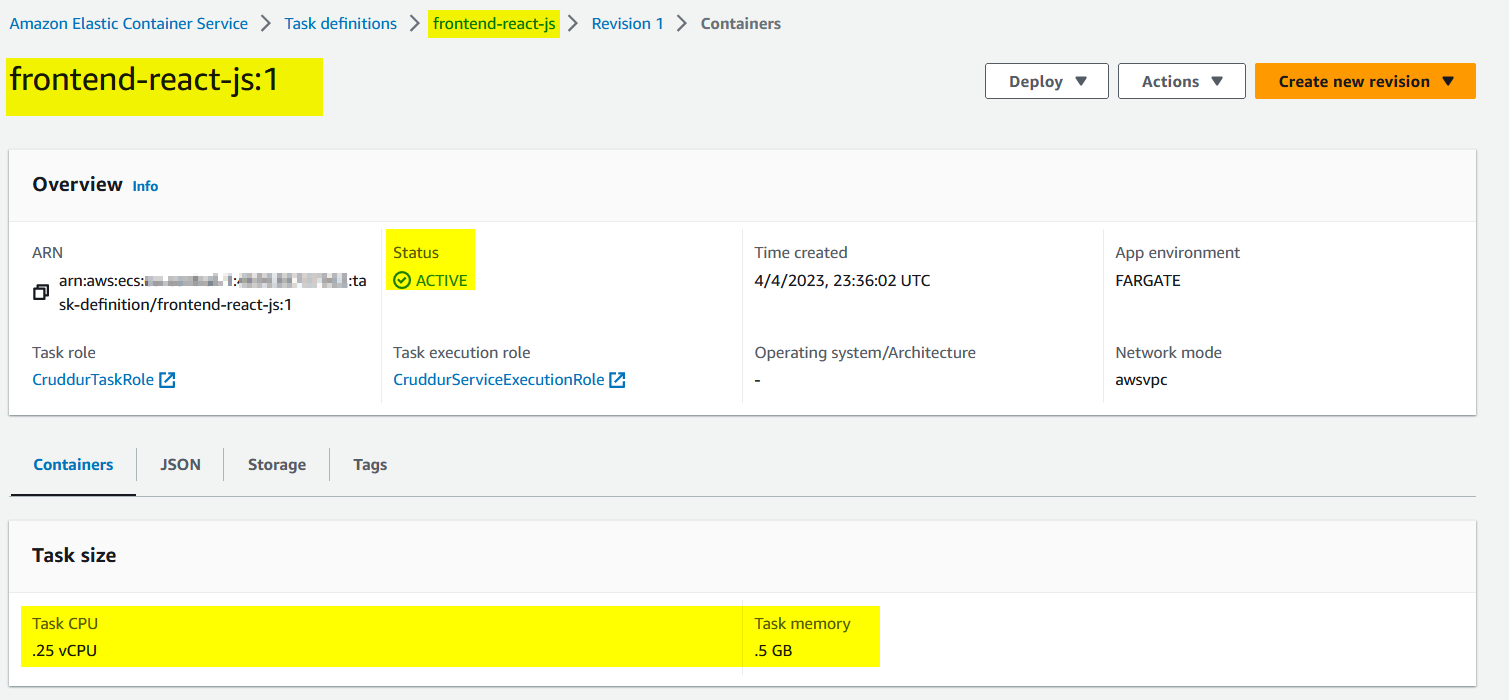 Amazon Elastic Container Service > Task definitions > frontend-react-js > Revision 1 > Containers
frontend-react-js:1
Deploy ▼ Actions ▼ Create new revision ▼
Overview Info
ARN
arn:aws:ecs: : :ta
sk-definition/frontend-react-js:1
Status
ACTIVE
Time created
4/4/2023, 23:36:02 UTC
App environment
FARGATE
Task role
CruddurTaskRole
Task execution role
CruddurServiceExecutionRole
Operating system/Architecture
-
Network mode
awsvpc
Containers JSON Storage Tags
Task size
Task CPU
.25 vCPU
Task memory
.5 GB